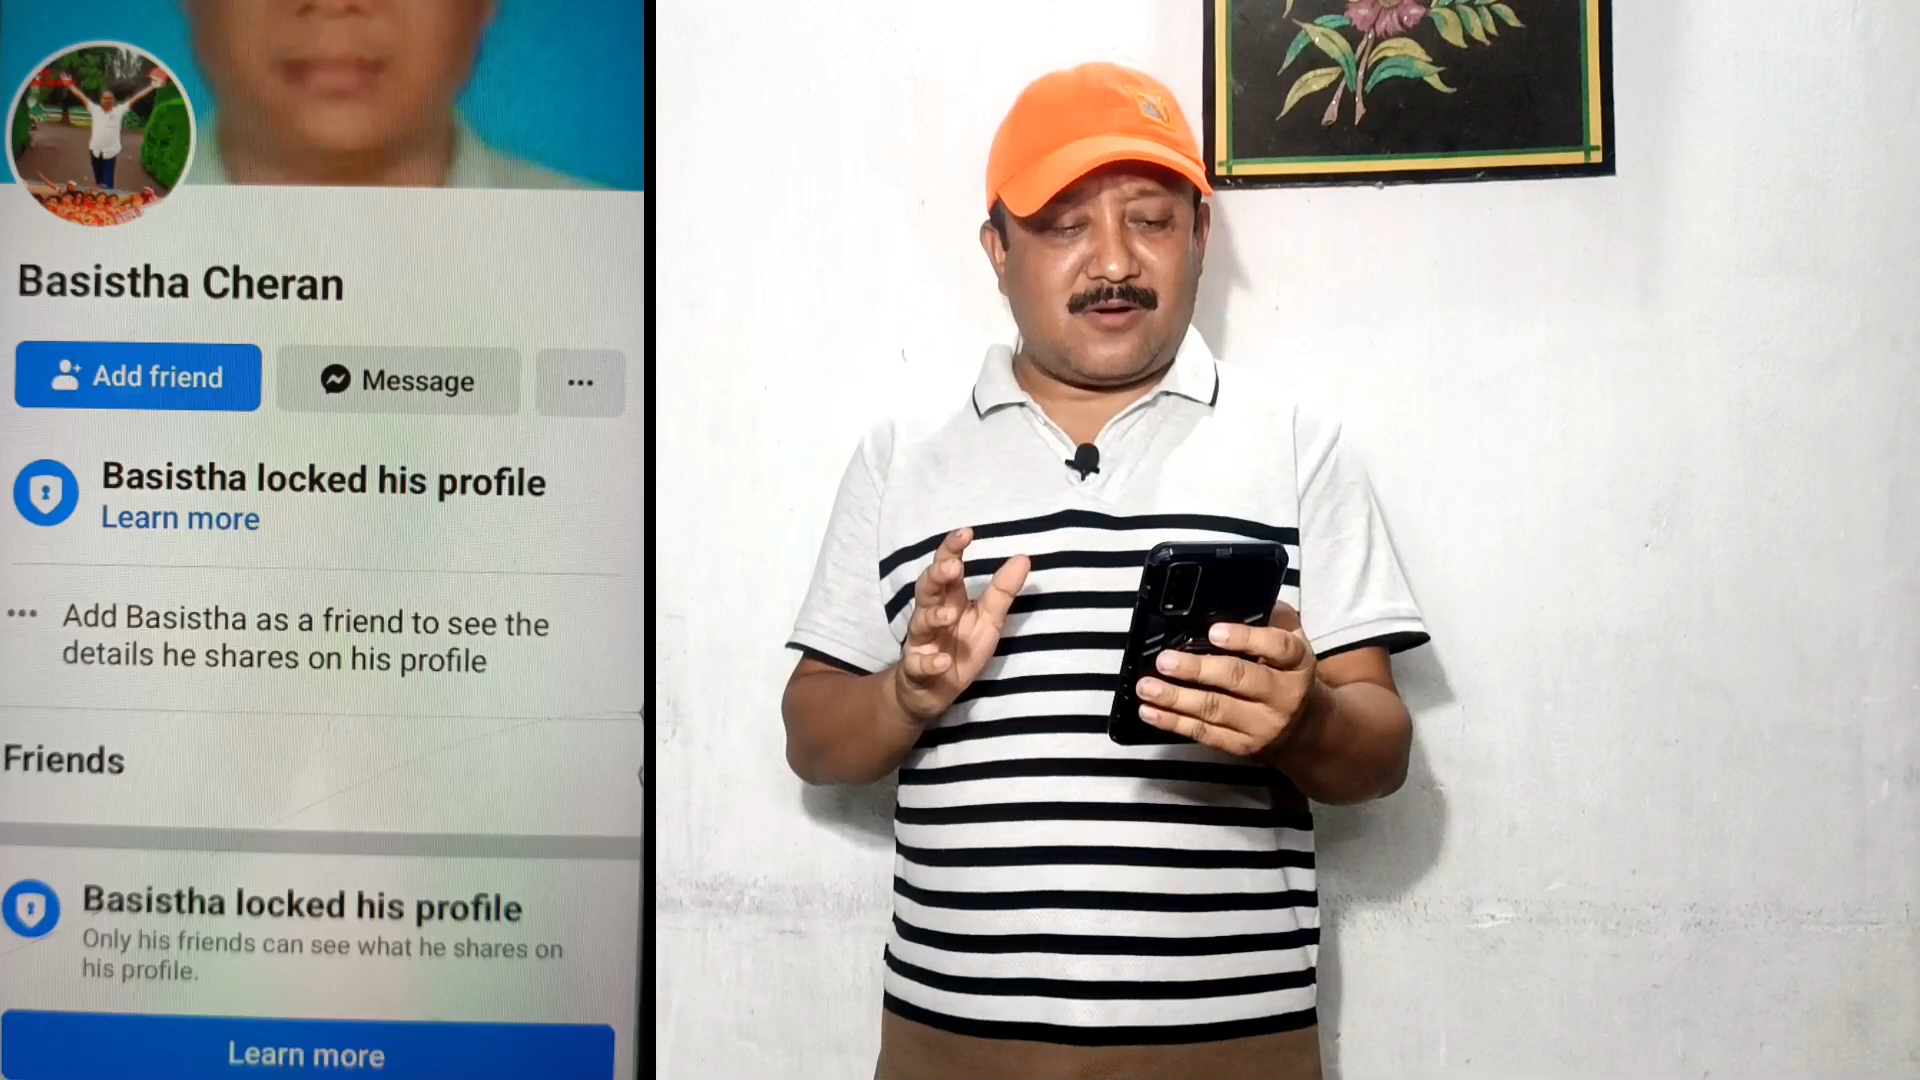 Basistha Cheran
Add friend
Message
Basistha locked his profile
Learn more
Add Basistha as a friend to see the
details he shares on his profile
Friends
Basistha locked his profile
Only his friends can see what he shares on
his profile.
Learn more